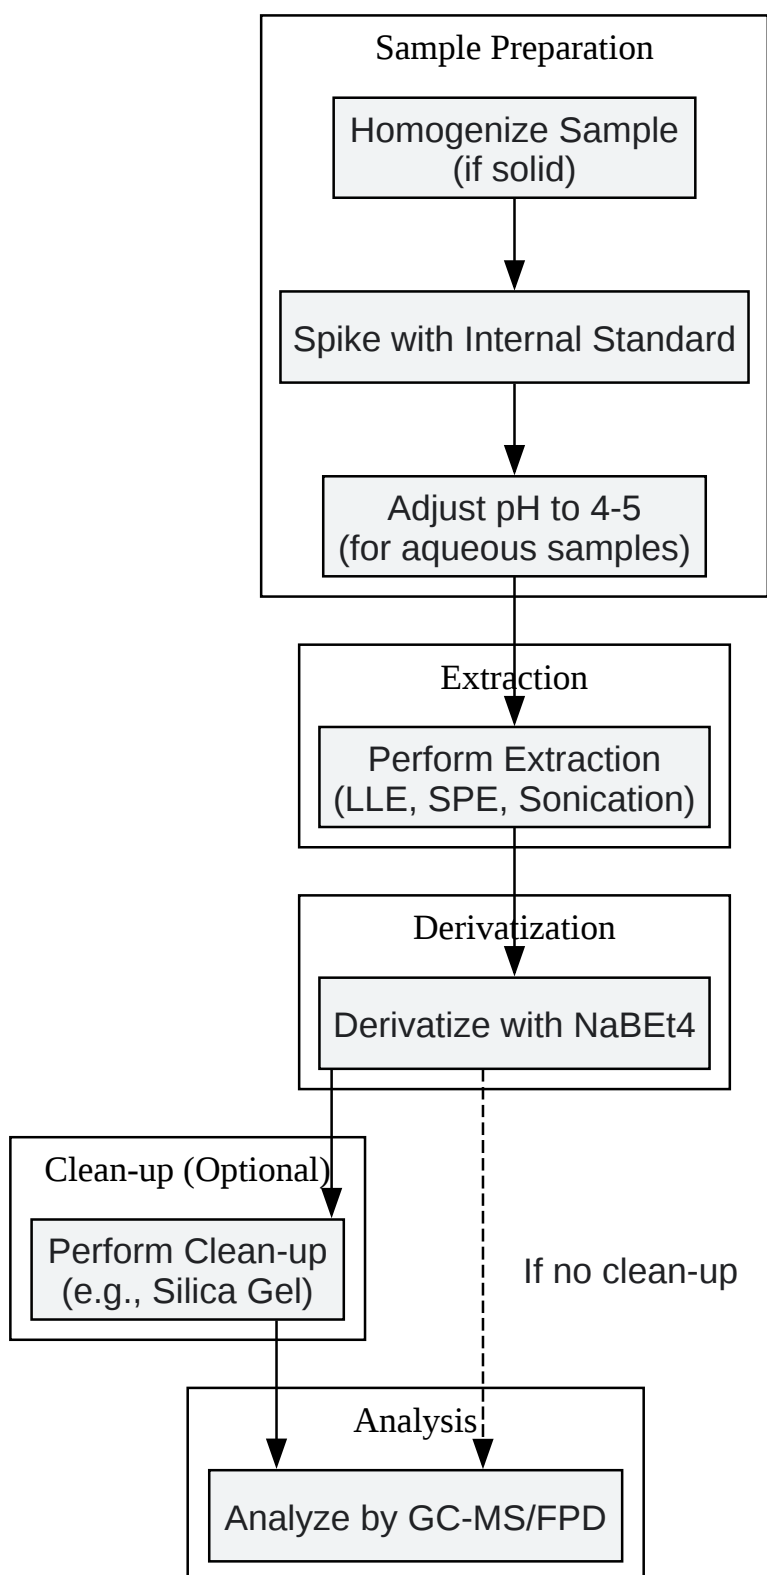 Sample Preparation
Homogenize Sample
(if solid)
Spike with Internal Standard
Adjust pH to 4-5
(for aqueous samples)
Extraction
Perform Extraction
(LLE, SPE, Sonication)
Derivatization
Derivatize with NaBEt4
Clean-up (Optional)
Perform Clean-up
(e.g., Silica Gel)
If no clean-up
Analysis
Analyze by GC-MS/FPD